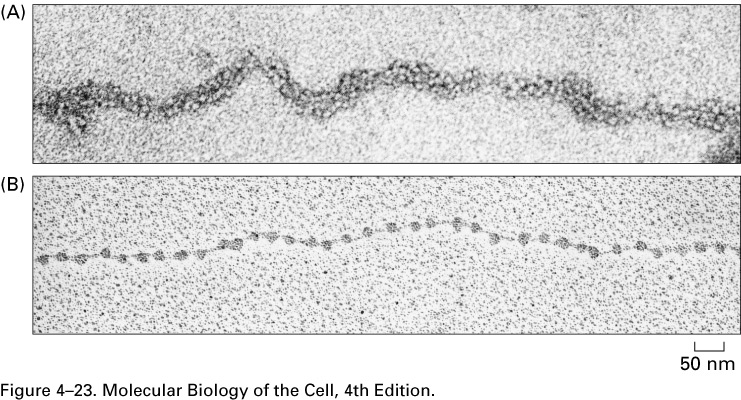 (A)
(B)
50 nm
Figure 4–23. Molecular Biology of the Cell, 4th Edition.